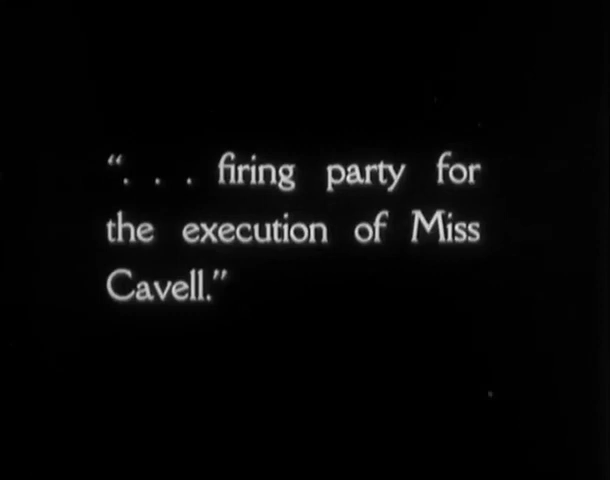 “. . . firing party for
the execution of Miss
Cavell.”